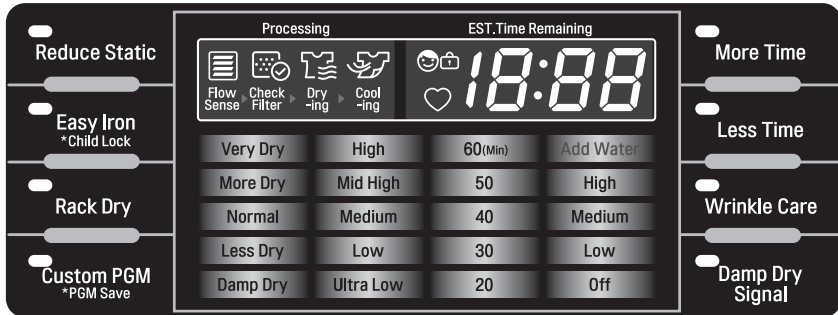 Processing
EST.Time Remaining
Reduce Static
Flow Sense
Check Filter
Dry -ing
Cool -ing
18:88
More Time
Easy Iron
*Child Lock
Less Time
Very Dry High 60(Min) Add Water
More Dry Mid High 50 High
Rack Dry
Normal Medium 40 Medium
Wrinkle Care
Less Dry Low 30 Low
Custom PGM
*PGM Save
Damp Dry Ultra Low 20 Off
Damp Dry
Signal